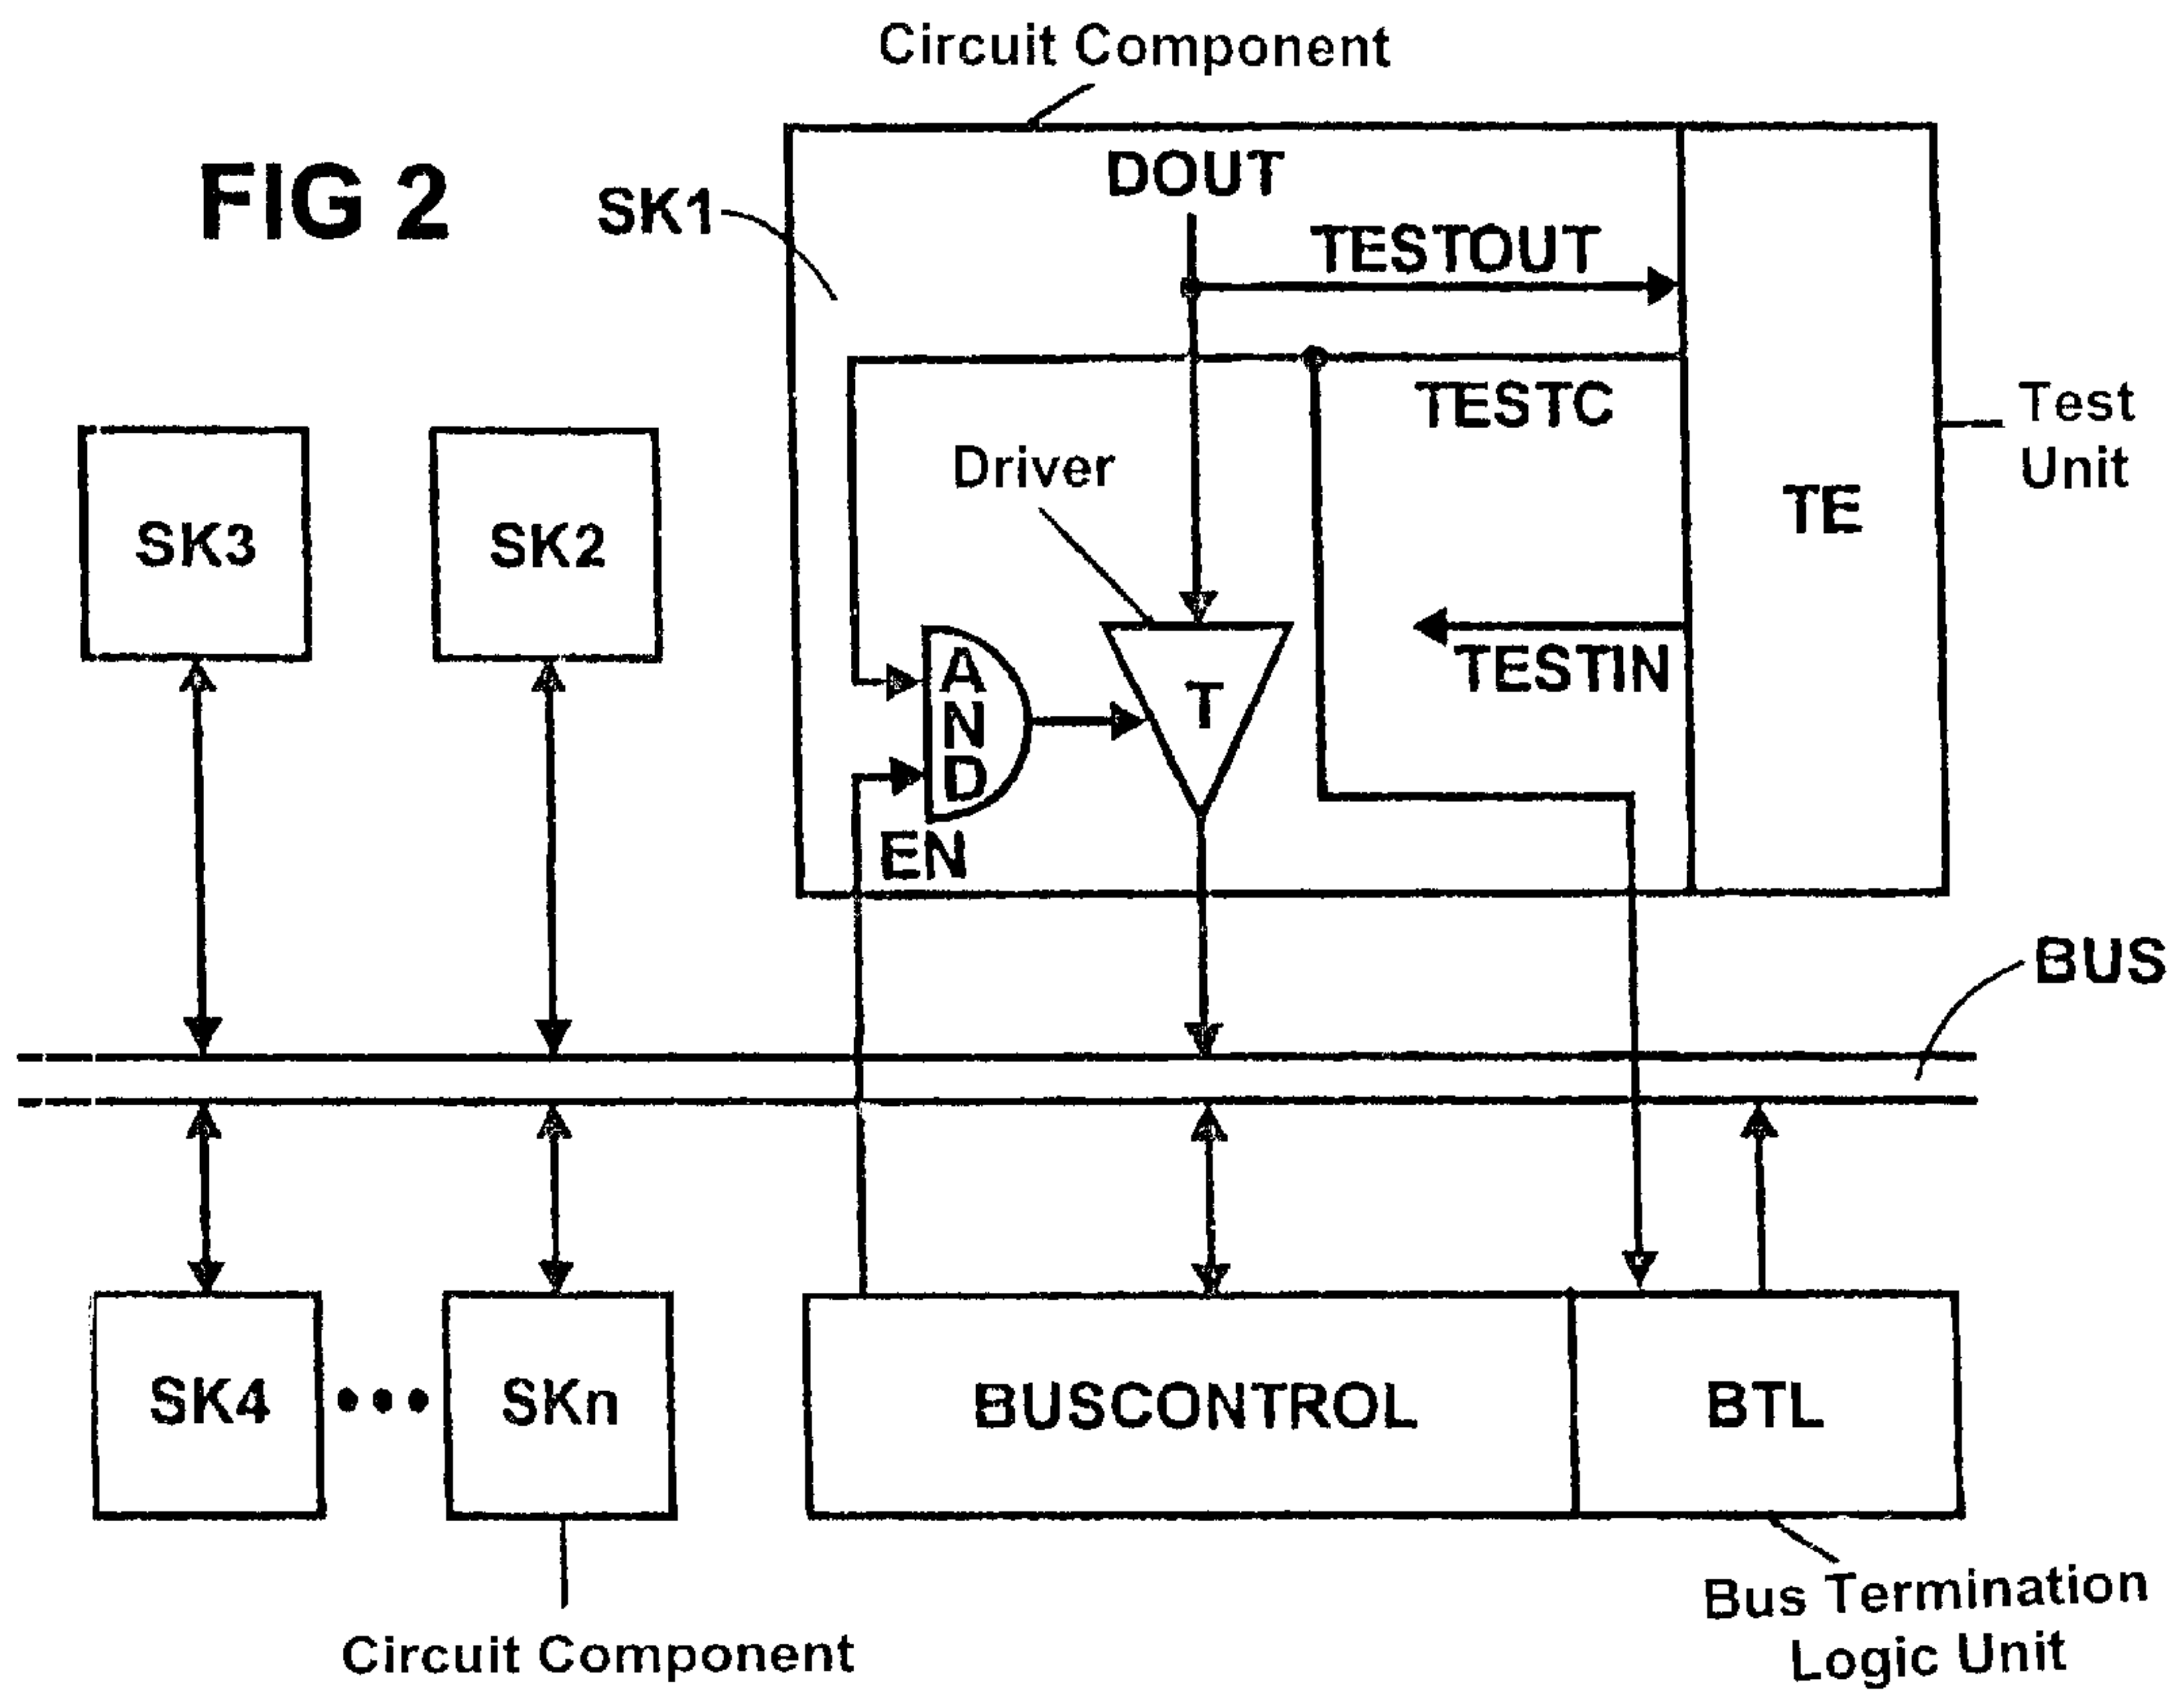 Circuit Component
FIG 2
SK1
DOUT
TESTOUT
TESTC
Test
Unit
Driver
TE
SK3
SK2
TESTIN
T
A
N
D
EN
BUS
SK4
SKn
BUSCONTROL
BTL
Bus Termination
Logic Unit
Circuit Component